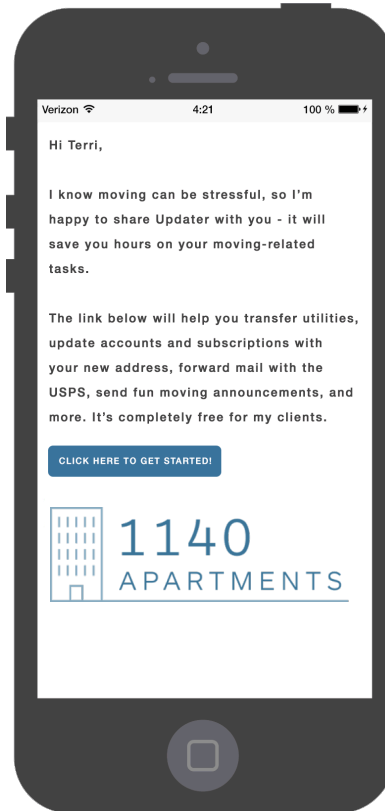 Verizon 4:21 100 %
Hi Terri,
I know moving can be stressful, so I'm
happy to share Updater with you - it will
save you hours on your moving-related
tasks.
The link below will help you transfer utilities,
update accounts and subscriptions with
your new address, forward mail with the
USPS, send fun moving announcements, and
more. It's completely free for my clients.
CLICK HERE TO GET STARTED!
1140
APARTMENTS